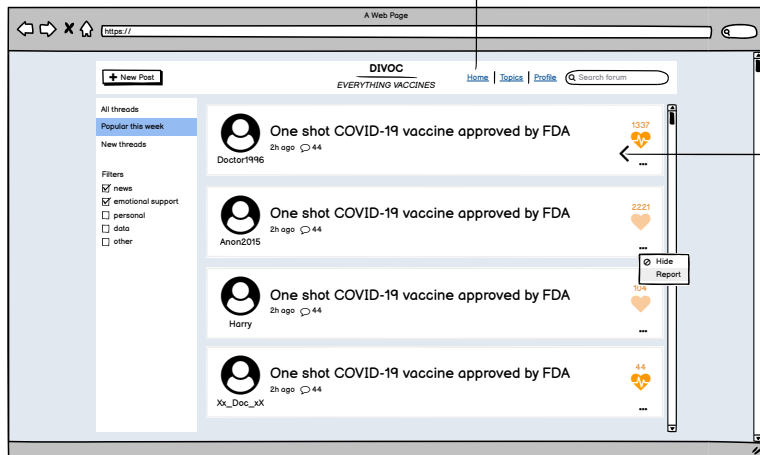 A Web Page
https://
New Post
DIVOC
EVERYTHING VACCINES
Home Topics Profile Search forum
All threads
Popular this week
New threads
Filters
news
emotional support
personal
data
other
One shot COVID-19 vaccine approved by FDA
2h ago 44
Doctor1996
1337
One shot COVID-19 vaccine approved by FDA
2h ago 44
Anon2015
2221
Hide
Report
One shot COVID-19 vaccine approved by FDA
2h ago 44
Harry
104
One shot COVID-19 vaccine approved by FDA
2h ago 44
Xx_Doc_xX
44